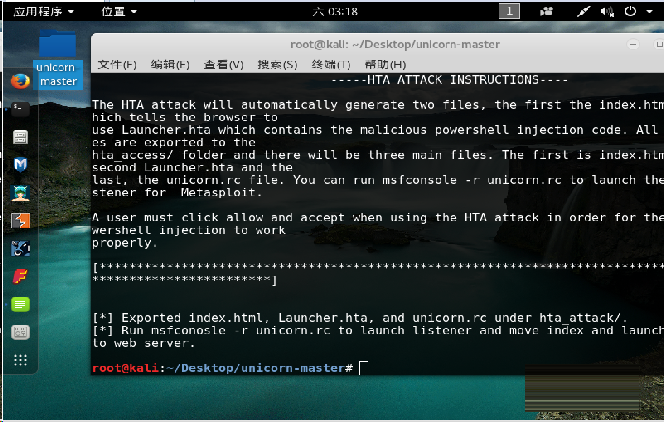 应用程序 位置 六 03:18 1
unicorn-
master
root@kali: ~/Desktop/unicorn-master
文件(F) 编辑(E) 查看(V) 搜索(S) 终端(T) 帮助(H)
-----HTA ATTACK INSTRUCTIONS----
The HTA attack will automatically generate two files, the first the index.htm
hich tells the browser to
use Launcher.hta which contains the malicious powershell injection code. All
es are exported to the
hta_access/ folder and there will be three main files. The first is index.htm
second Launcher.hta and the
last, the unicorn.rc file. You can run msfconsole -r unicorn.rc to launch the
stener for Metasploit.
A user must click allow and accept when using the HTA attack in order for the
wershell injection to work
properly.
[*****************************************************************************
************************]
[*] Exported index.html, Launcher.hta, and unicorn.rc under hta_attack/.
[*] Run msfconosle -r unicorn.rc to launch listener and move index and launch
to web server.
root@kali:~/Desktop/unicorn-master#